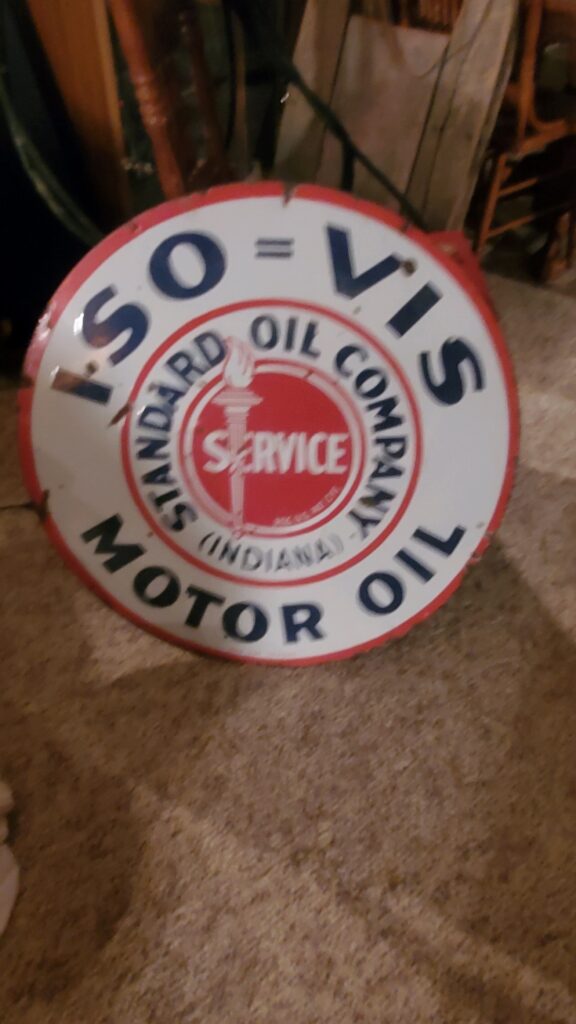 ISO=VIS
STANDARD OIL COMPANY
SERVICE
(INDIANA)
MOTOR OIL